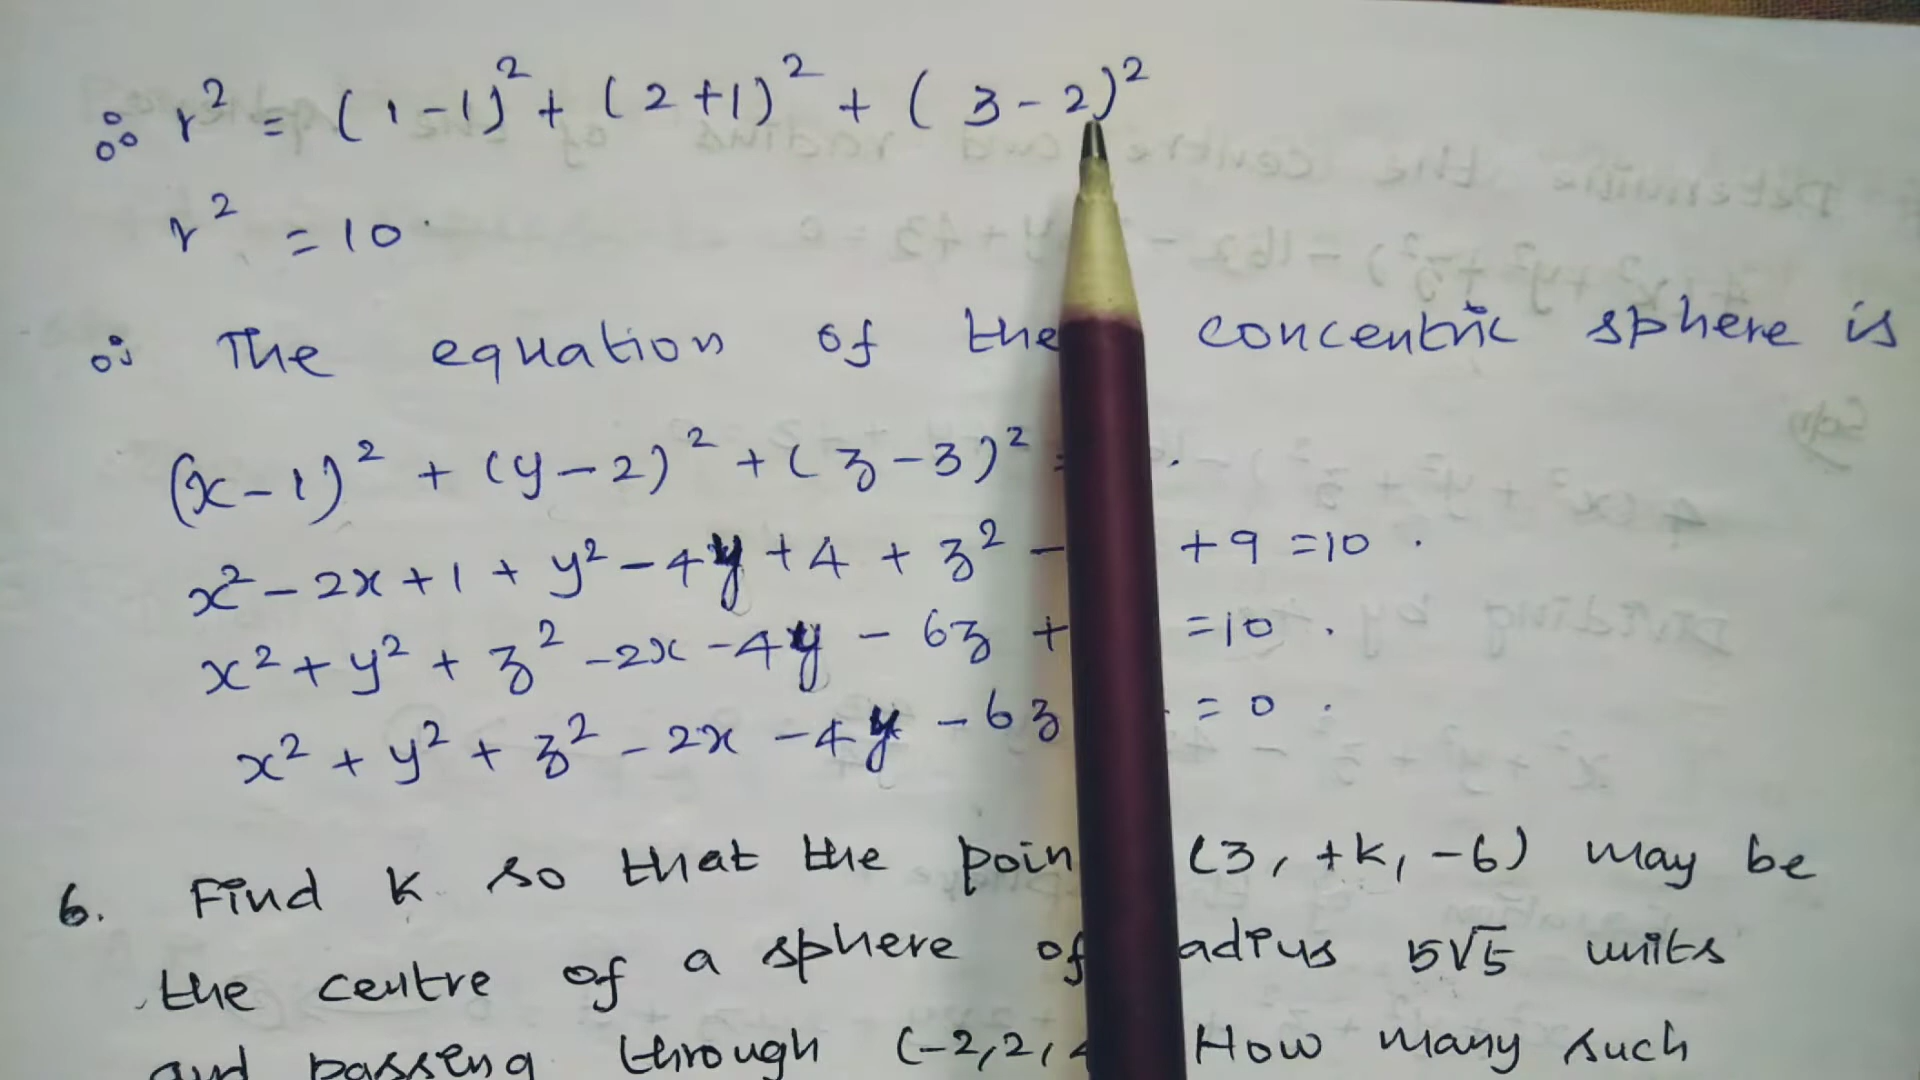 ∴ r² = (1-1)² + (2+1)² + (3-2)²
r² = 10.
∴ The equation of the concentric sphere is
(x-1)² + (y-2)² + (z-3)² = .
x² - 2x + 1 + y² - 4y + 4 + z² - +9 = 10 .
x² + y² + z² - 2x - 4y - 6z + = 10 .
x² + y² + z² - 2x - 4y - 6z = 0 .
6. Find k so that the (3, +k, -6) may be
the centre of a sphere 5√5 units
and passing through (-2, 2, How many such